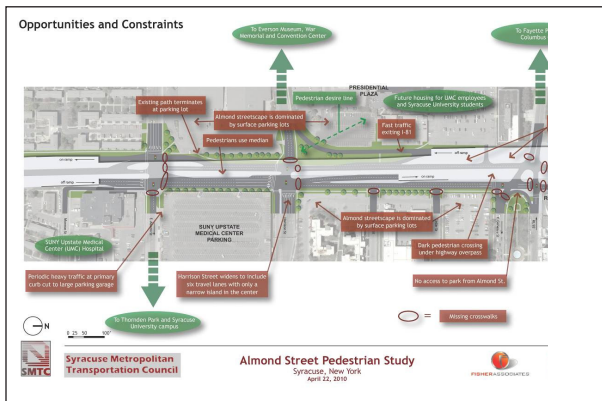 Opportunities and Constraints
To Everson Museum, War
Memorial and Convention Center
To Fayette P
Columbus
Existing path terminates
at parking lot
Almond streetscape is dominated
by surface parking lots
Pedestrian desire line
PRESIDENTIAL
PLAZA
Future housing for UMC employees
and Syracuse University students
Pedestrians use median
Fast traffic
exiting I-81
on ramp
off ramp
off ramp
on ramp
SUNY UPSTATE
MEDICAL CENTER
PARKING
Almond streetscape is dominated
by surface parking lots
SUNY Upstate Medical
Center (UMC) Hospital
Periodic heavy traffic at primary
curb cut to large parking garage
Harrison Street widens to include
six travel lanes with only a
narrow island in the center
Dark pedestrian crossing
under highway overpass
No access to park from Almond St.
To Thornden Park and Syracuse
University campus
= Missing crosswalks
N
0 25 50 100'
SMTC
Syracuse Metropolitan
Transportation Council
Almond Street Pedestrian Study
Syracuse, New York
April 22, 2010
FISHER ASSOCIATES